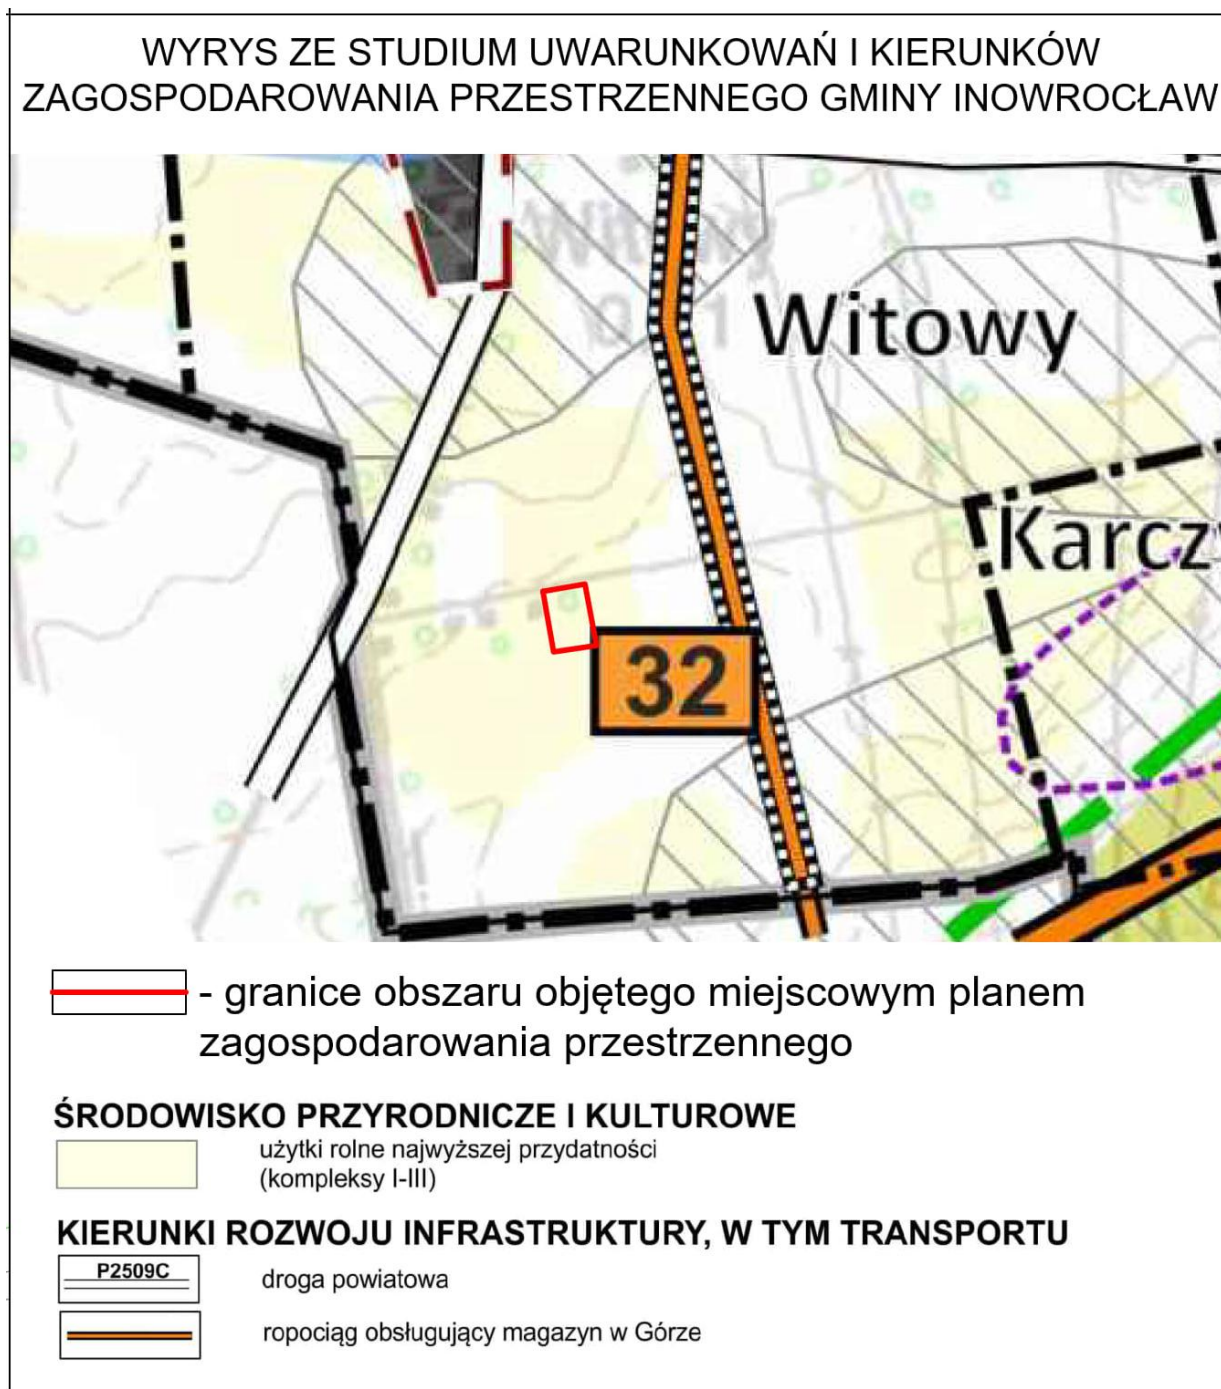 WYRYS ZE STUDIUM UWARUNKOWAŃ I KIERUNKÓW
ZAGOSPODAROWANIA PRZESTRZENNEGO GMINY INOWROCŁAW
Witowy
Witowy
Karcz
32
- granice obszaru objętego miejscowym planem
zagospodarowania przestrzennego
ŚRODOWISKO PRZYRODNICZE I KULTUROWE
użytki rolne najwyższej przydatności
(kompleksy I-III)
KIERUNKI ROZWOJU INFRASTRUKTURY, W TYM TRANSPORTU
P2509C
droga powiatowa
ropociąg obsługujący magazyn w Górze